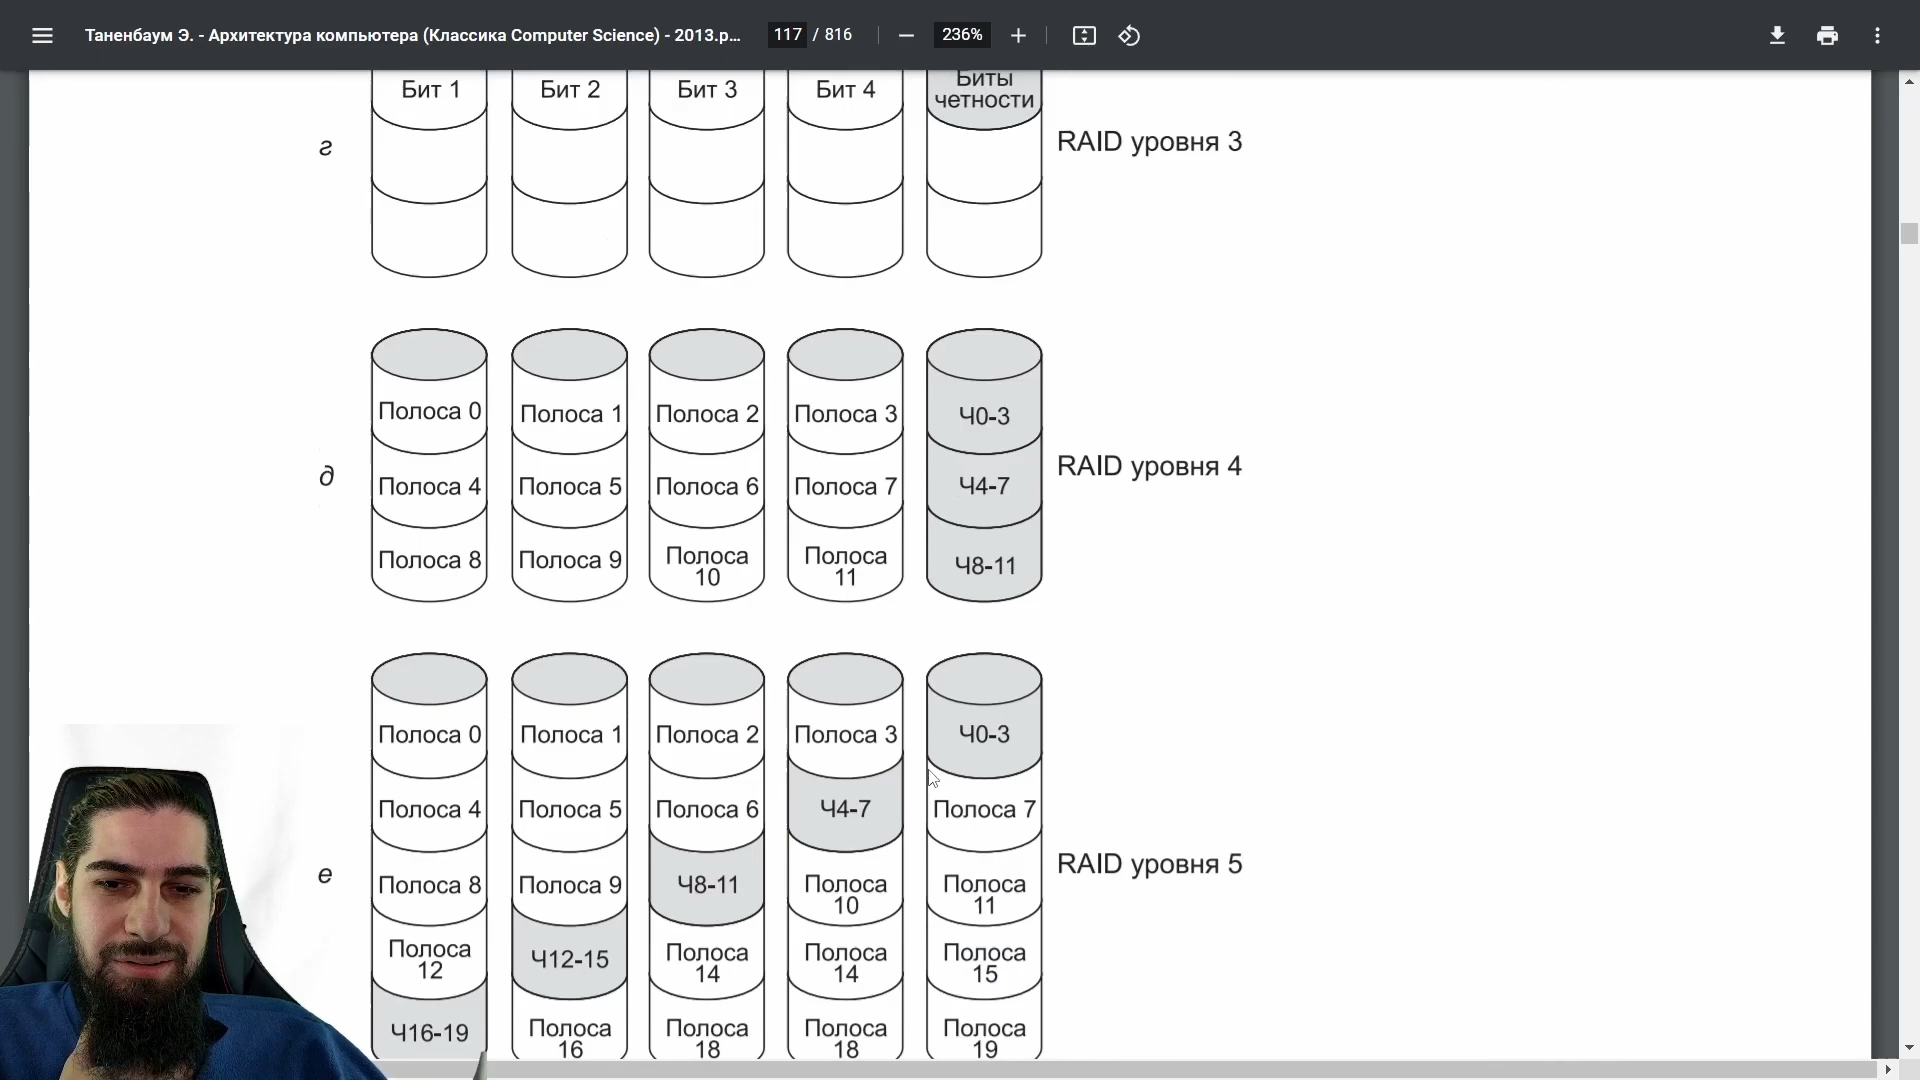 Таненбаум Э. - Архитектура компьютера (Классика Computer Science) - 2013.p...
117 / 816
236%
Бит 1 Бит 2 Бит 3 Бит 4 Биты
четности
г RAID уровня 3
Полоса 0 Полоса 1 Полоса 2 Полоса 3 Ч0-3
д RAID уровня 4
Полоса 4 Полоса 5 Полоса 6 Полоса 7 Ч4-7
Полоса 8 Полоса 9 Полоса
10 Полоса
11 Ч8-11
Полоса 0 Полоса 1 Полоса 2 Полоса 3 Ч0-3
Полоса 4 Полоса 5 Полоса 6 Ч4-7 Полоса 7
е RAID уровня 5
Полоса 8 Полоса 9 Ч8-11 Полоса
10 Полоса
11
Полоса
12 Ч12-15 Полоса
14 Полоса
14 Полоса
15
Ч16-19 Полоса
16 Полоса
18 Полоса
18 Полоса
19